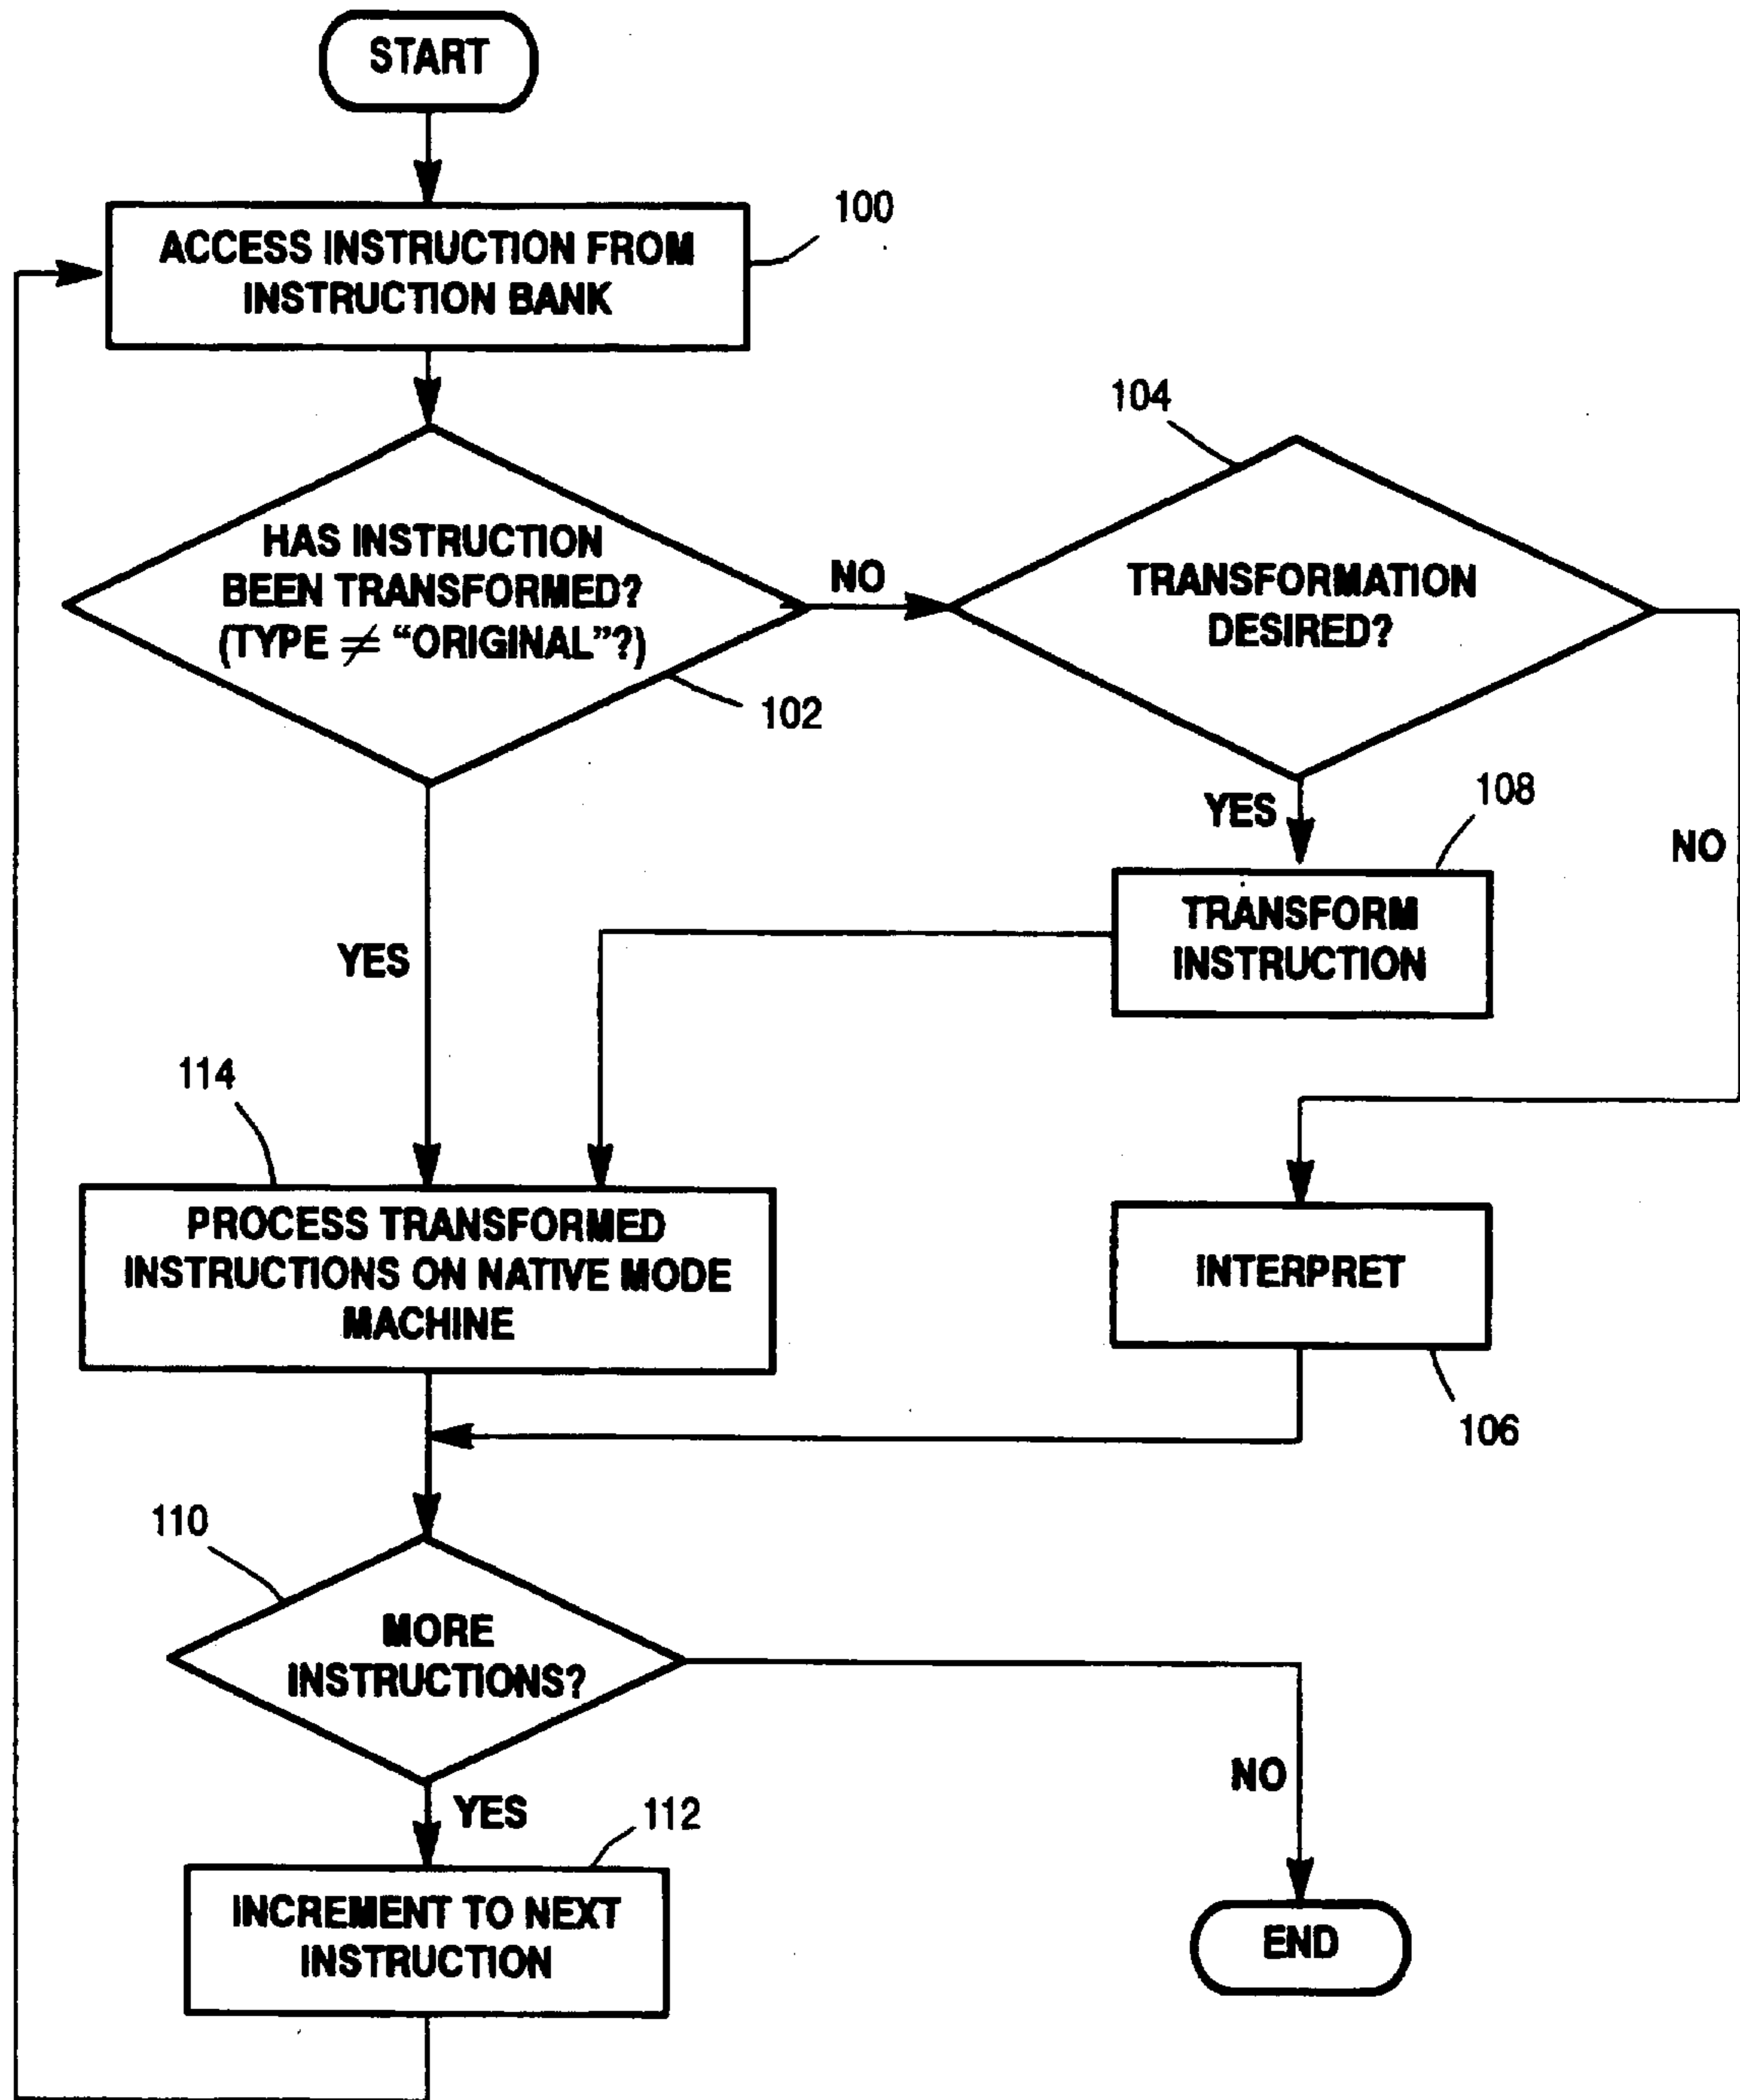 START
100
ACCESS INSTRUCTION FROM
INSTRUCTION BANK
104
HAS INSTRUCTION
BEEN TRANSFORMED?
(TYPE ≠ “ORIGINAL”?)
NO
TRANSFORMATION
DESIRED?
102
YES
108
NO
TRANSFORM
INSTRUCTION
YES
114
PROCESS TRANSFORMED
INSTRUCTIONS ON NATIVE MODE
MACHINE
INTERPRET
106
110
MORE
INSTRUCTIONS?
NO
YES
112
INCREMENT TO NEXT
INSTRUCTION
END